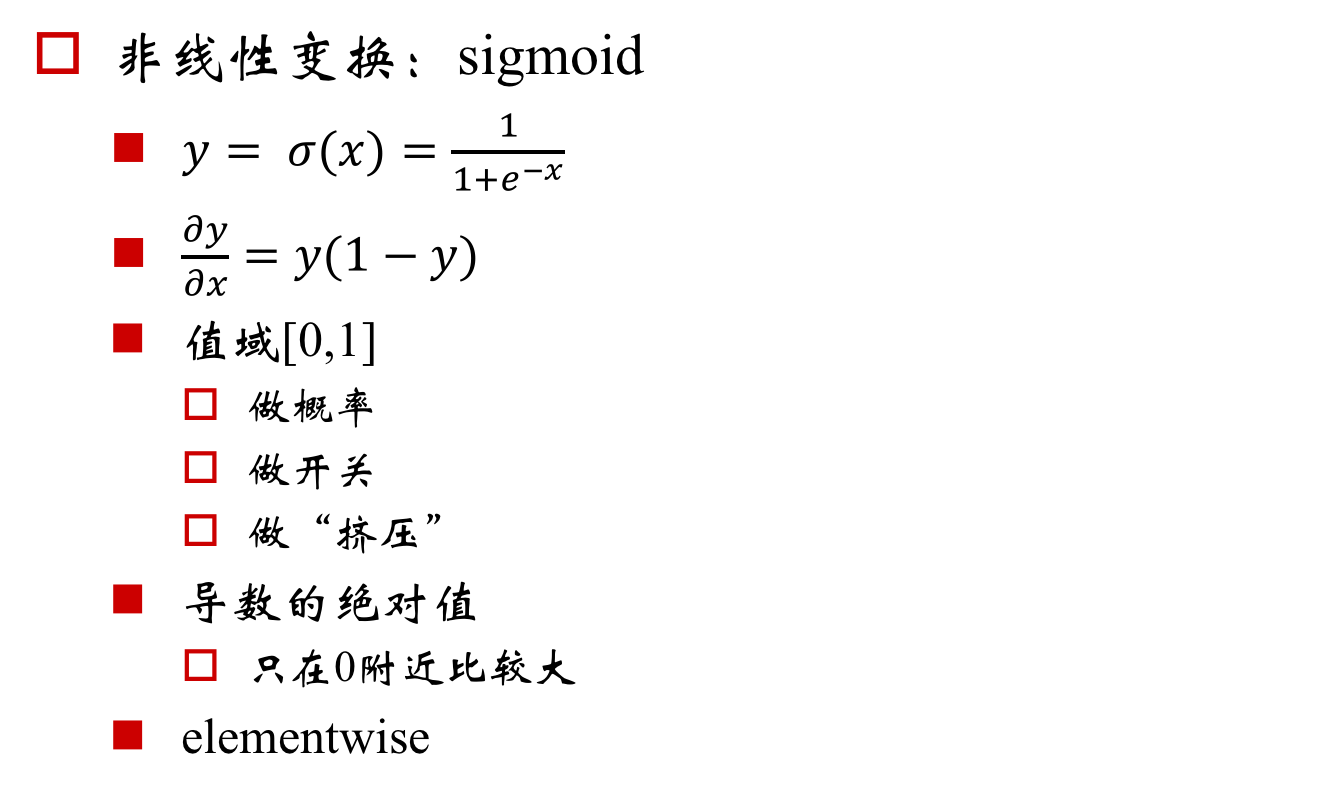 非线性变换：sigmoid
y = σ(x) = 1/(1+e^{-x})
∂y/∂x = y(1 − y)
值域[0,1]
做概率
做开关
做“挤压”
导数的绝对值
只在0附近比较大
elementwise